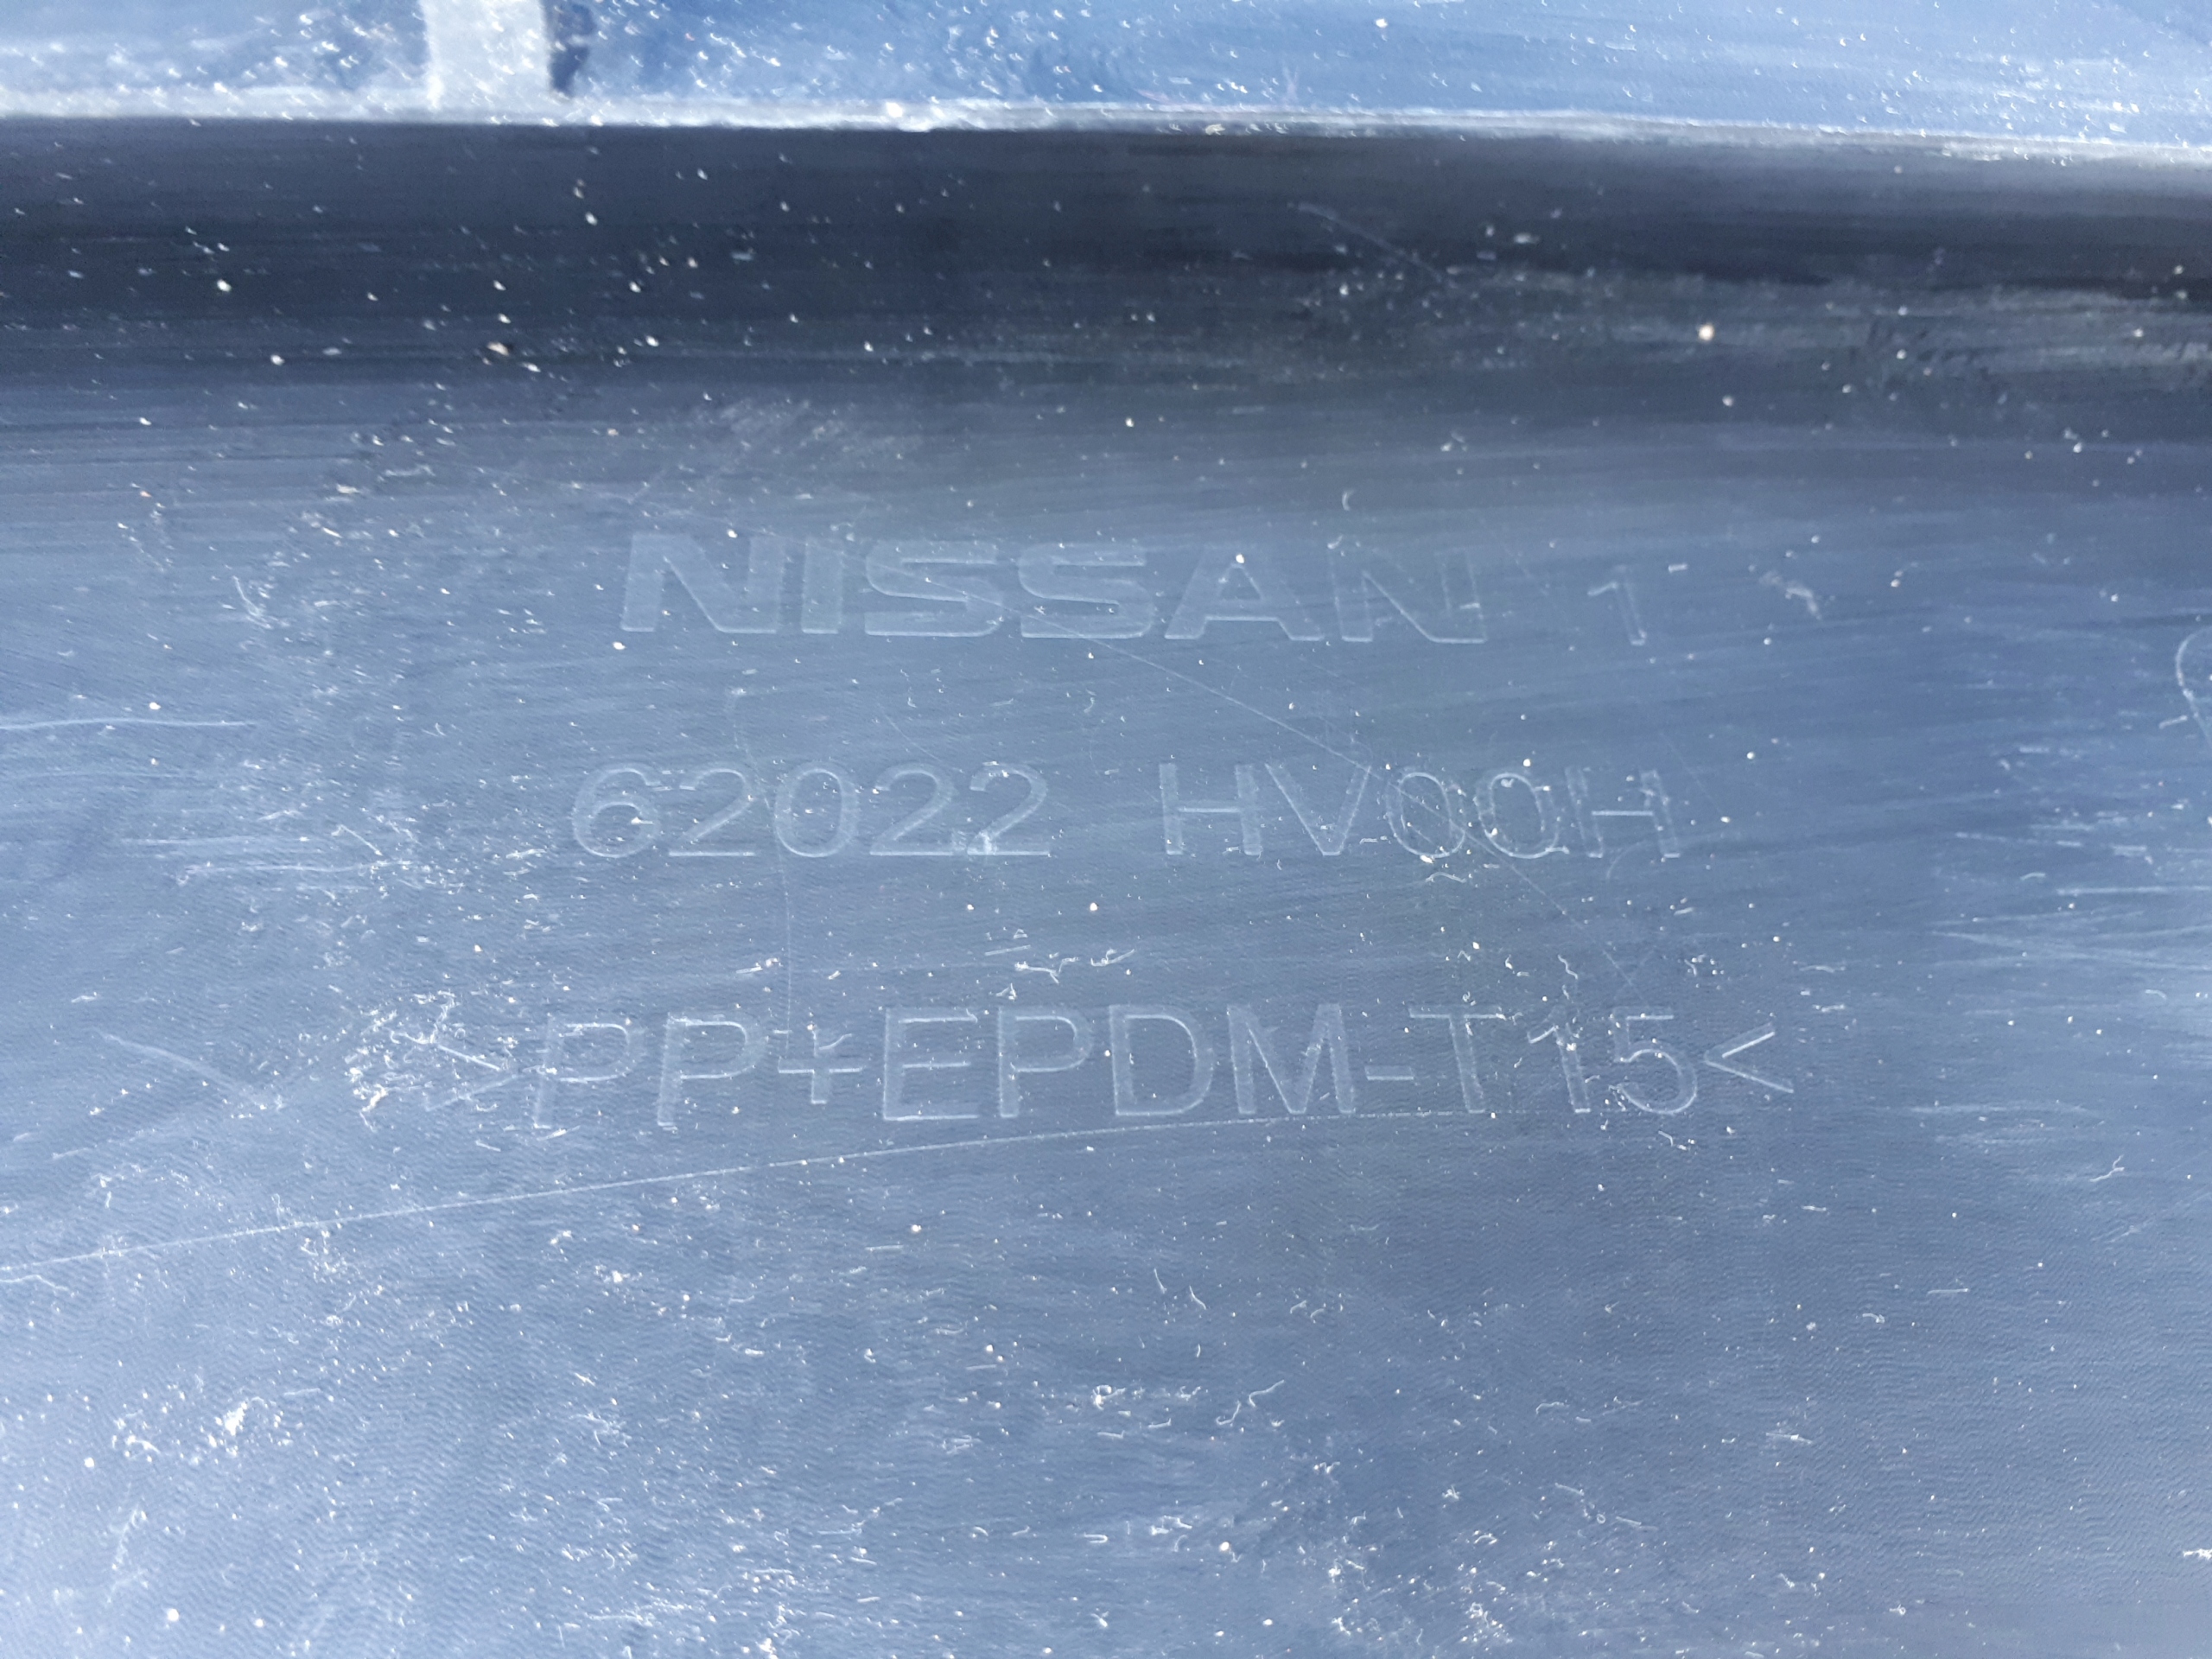 NISSAN 1
62022 HV00H
>PP+EPDM-T15<